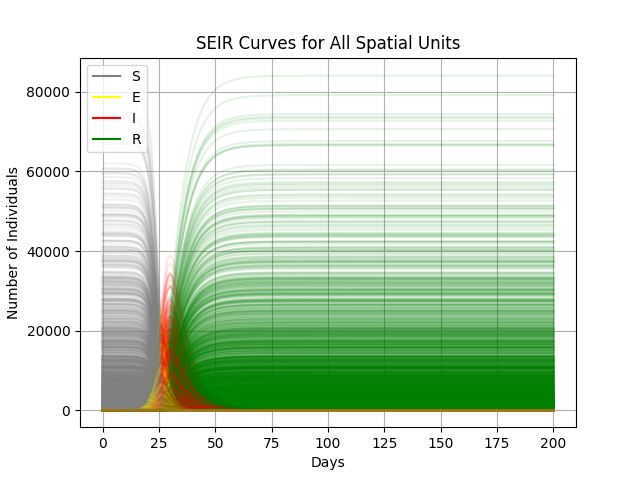 SEIR Curves for All Spatial Units
S
E
I
R
80000
60000
40000
20000
0
Number of Individuals
0 25 50 75 100 125 150 175 200
Days